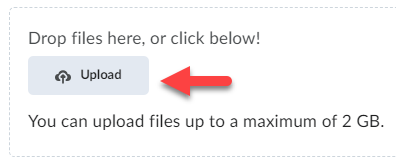 Drop files here, or click below!
Upload
You can upload files up to a maximum of 2 GB.